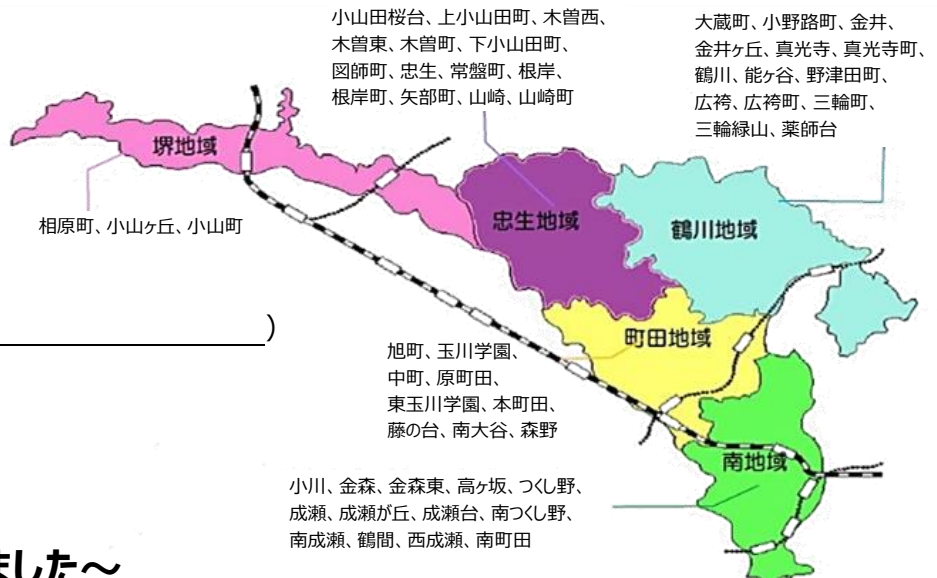 小山田桜台、上小山田町、木曽西、
木曽東、木曽町、下小山田町、
図師町、忠生、常盤町、根岸、
根岸町、矢部町、山崎、山崎町
大蔵町、小野路町、金井、
金井ヶ丘、真光寺、真光寺町、
鶴川、能ヶ谷、野津田町、
広袴、広袴町、三輪町、
三輪緑山、薬師台
堺地域
相原町、小山ヶ丘、小山町
忠生地域
鶴川地域
)
町田地域
旭町、玉川学園、
中町、原町田、
東玉川学園、本町田、
藤の台、南大谷、森野
南地域
小川、金森、金森東、高ヶ坂、つくし野、
成瀬、成瀬が丘、成瀬台、南つくし野、
南成瀬、鶴間、西成瀬、南町田
ました～